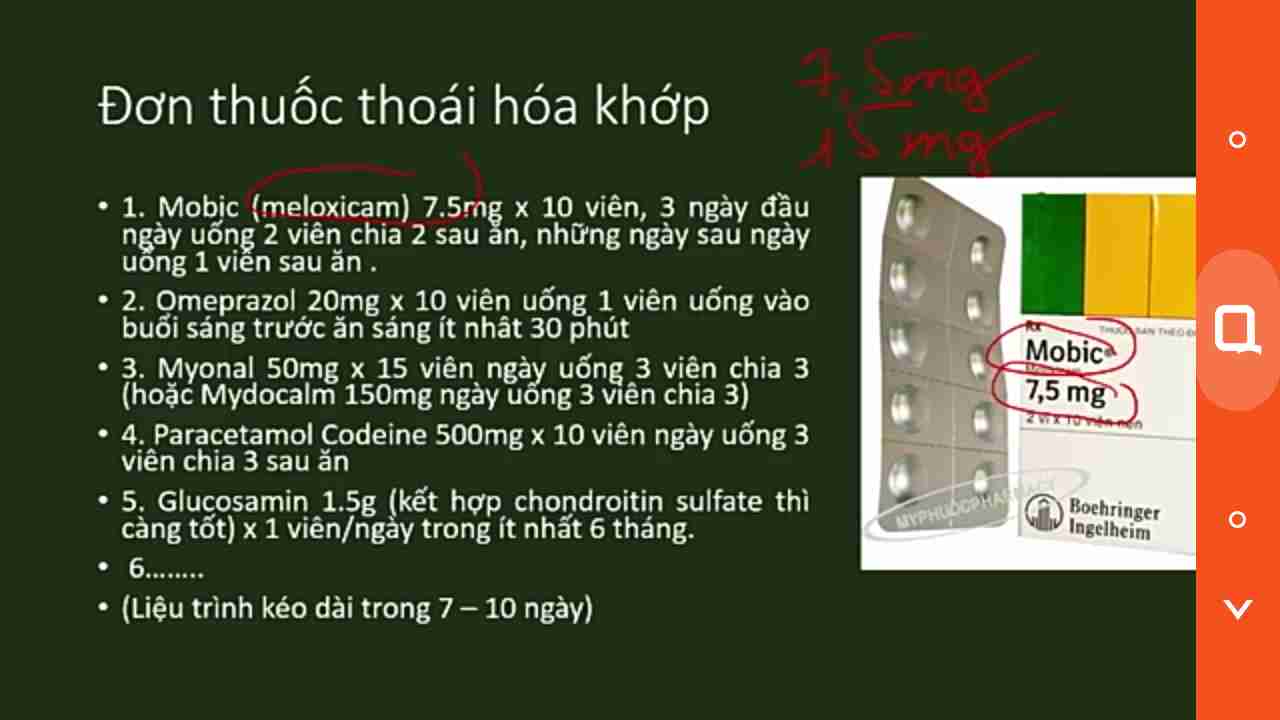 7,5mg
15mg
Đơn thuốc thoái hóa khớp
• 1. Mobic (meloxicam) 7.5mg x 10 viên, 3 ngày đầu
ngày uống 2 viên chia 2 sau ăn, những ngày sau ngày
uống 1 viên sau ăn .
• 2. Omeprazol 20mg x 10 viên uống 1 viên uống vào
buổi sáng trước ăn sáng ít nhât 30 phút
• 3. Myonal 50mg x 15 viên ngày uống 3 viên chia 3
(hoặc Mydocalm 150mg ngày uống 3 viên chia 3)
• 4. Paracetamol Codeine 500mg x 10 viên ngày uống 3
viên chia 3 sau ăn
• 5. Glucosamin 1.5g (kết hợp chondroitin sulfate thì
càng tốt) x 1 viên/ngày trong ít nhất 6 tháng.
• 6........
• (Liệu trình kéo dài trong 7 – 10 ngày)
Rx
THUỐC BÁN THEO
Mobic®
7,5 mg
2 vỉ x 10 viên nén
Boehringer
Ingelheim
MYPHUOCPHARMACY